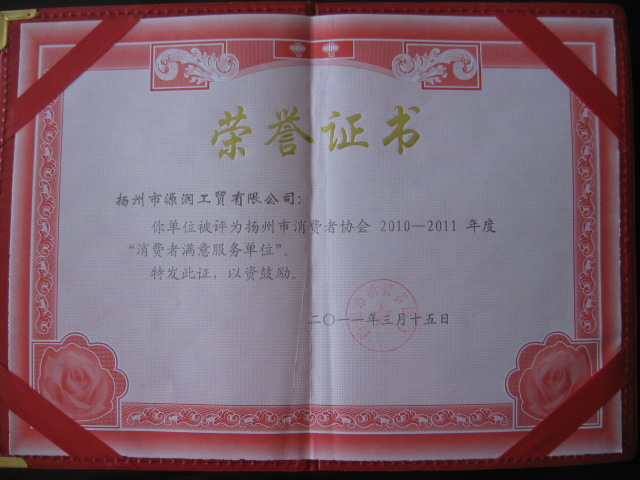 荣誉证书
扬州市源润工贸有限公司：
你单位被评为扬州市消费者协会 2010—2011 年度
“消费者满意服务单位”。
特发此证，以资鼓励。
二〇一一年三月十五日